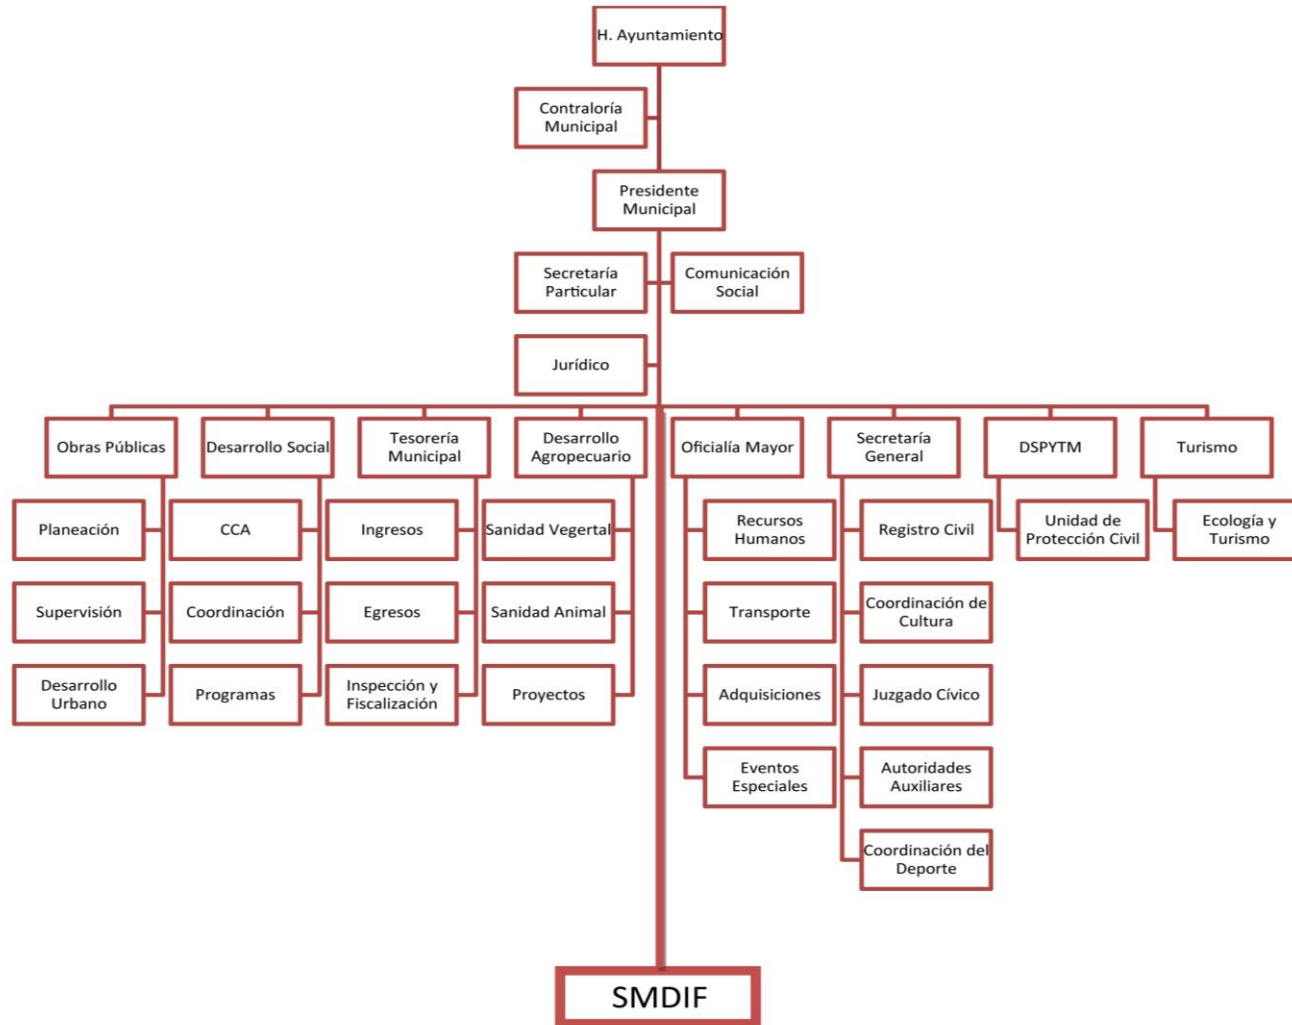 H. Ayuntamiento
Contraloría
Municipal
Presidente
Municipal
Secretaría
Particular
Comunicación
Social
Jurídico
Obras Públicas
Desarrollo Social
Tesorería
Municipal
Desarrollo
Agropecuario
Oficialía Mayor
Secretaría
General
DSPYTM
Turismo
Planeación
CCA
Ingresos
Sanidad Vegertal
Recursos
Humanos
Registro Civil
Unidad de
Protección Civil
Ecología y
Turismo
Supervisión
Coordinación
Egresos
Sanidad Animal
Transporte
Coordinación de
Cultura
Desarrollo
Urbano
Programas
Inspección y
Fiscalización
Proyectos
Adquisiciones
Juzgado Cívico
Eventos
Especiales
Autoridades
Auxiliares
Coordinación del
Deporte
SMDIF